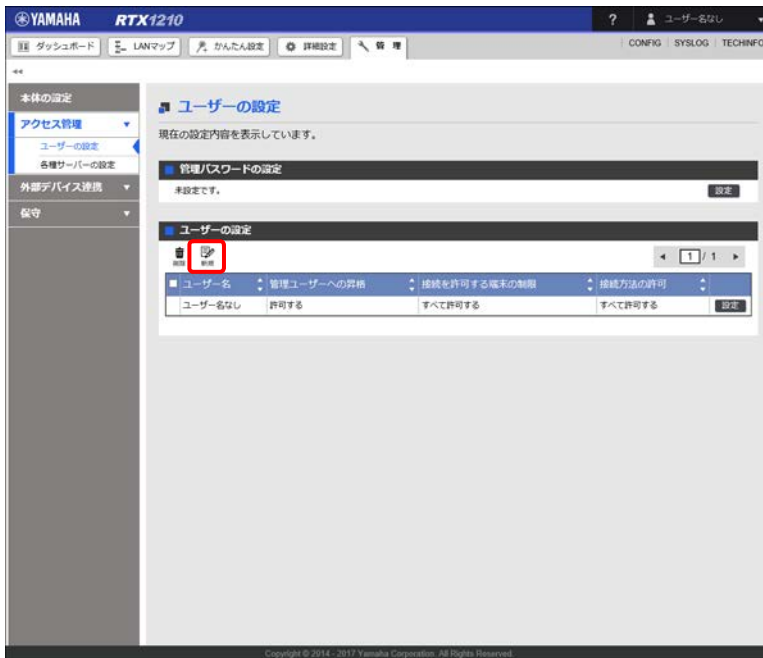 YAMAHA RTX1210 ? ユーザー名なし
ダッシュボード LANマップ かんたん設定 詳細設定 管理 CONFIG SYSLOG TECHINFO
本体の設定
アクセス管理
ユーザーの設定
各種サーバーの設定
外部デバイス連携
保守
ユーザーの設定
現在の設定内容を表示しています。
管理パスワードの設定
未設定です。 設定
ユーザーの設定
削除 新規 1 / 1
ユーザー名 管理ユーザーへの昇格 接続を許可する端末の制限 接続方法の許可
ユーザー名なし 許可する すべて許可する すべて許可する 設定
Copyright © 2014 - 2017 Yamaha Corporation. All Rights Reserved.